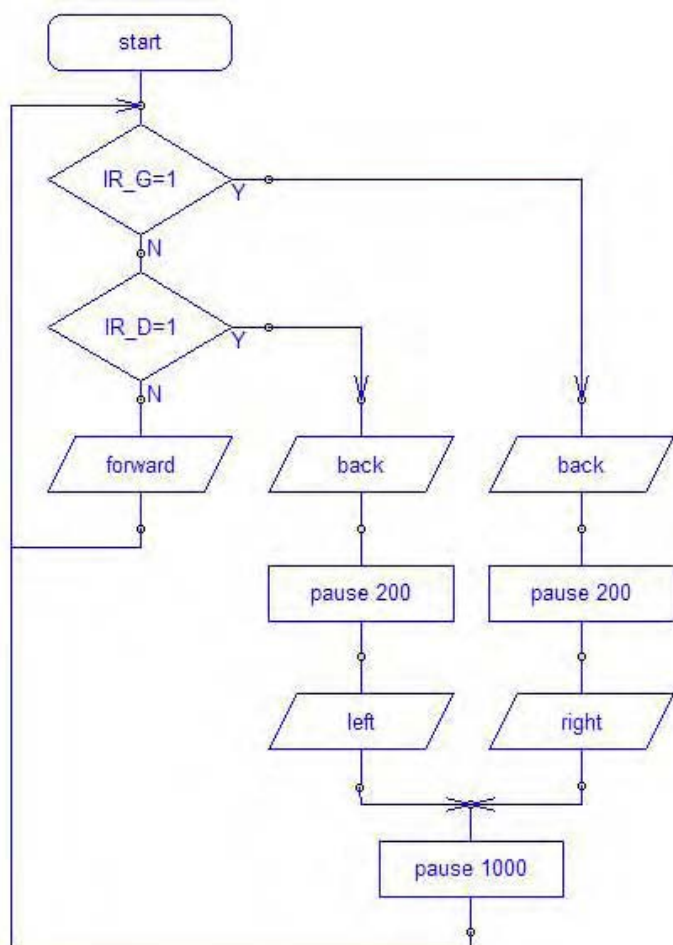 start
IR_G=1
Y
N
IR_D=1
Y
N
forward
back
back
pause 200
pause 200
left
right
pause 1000